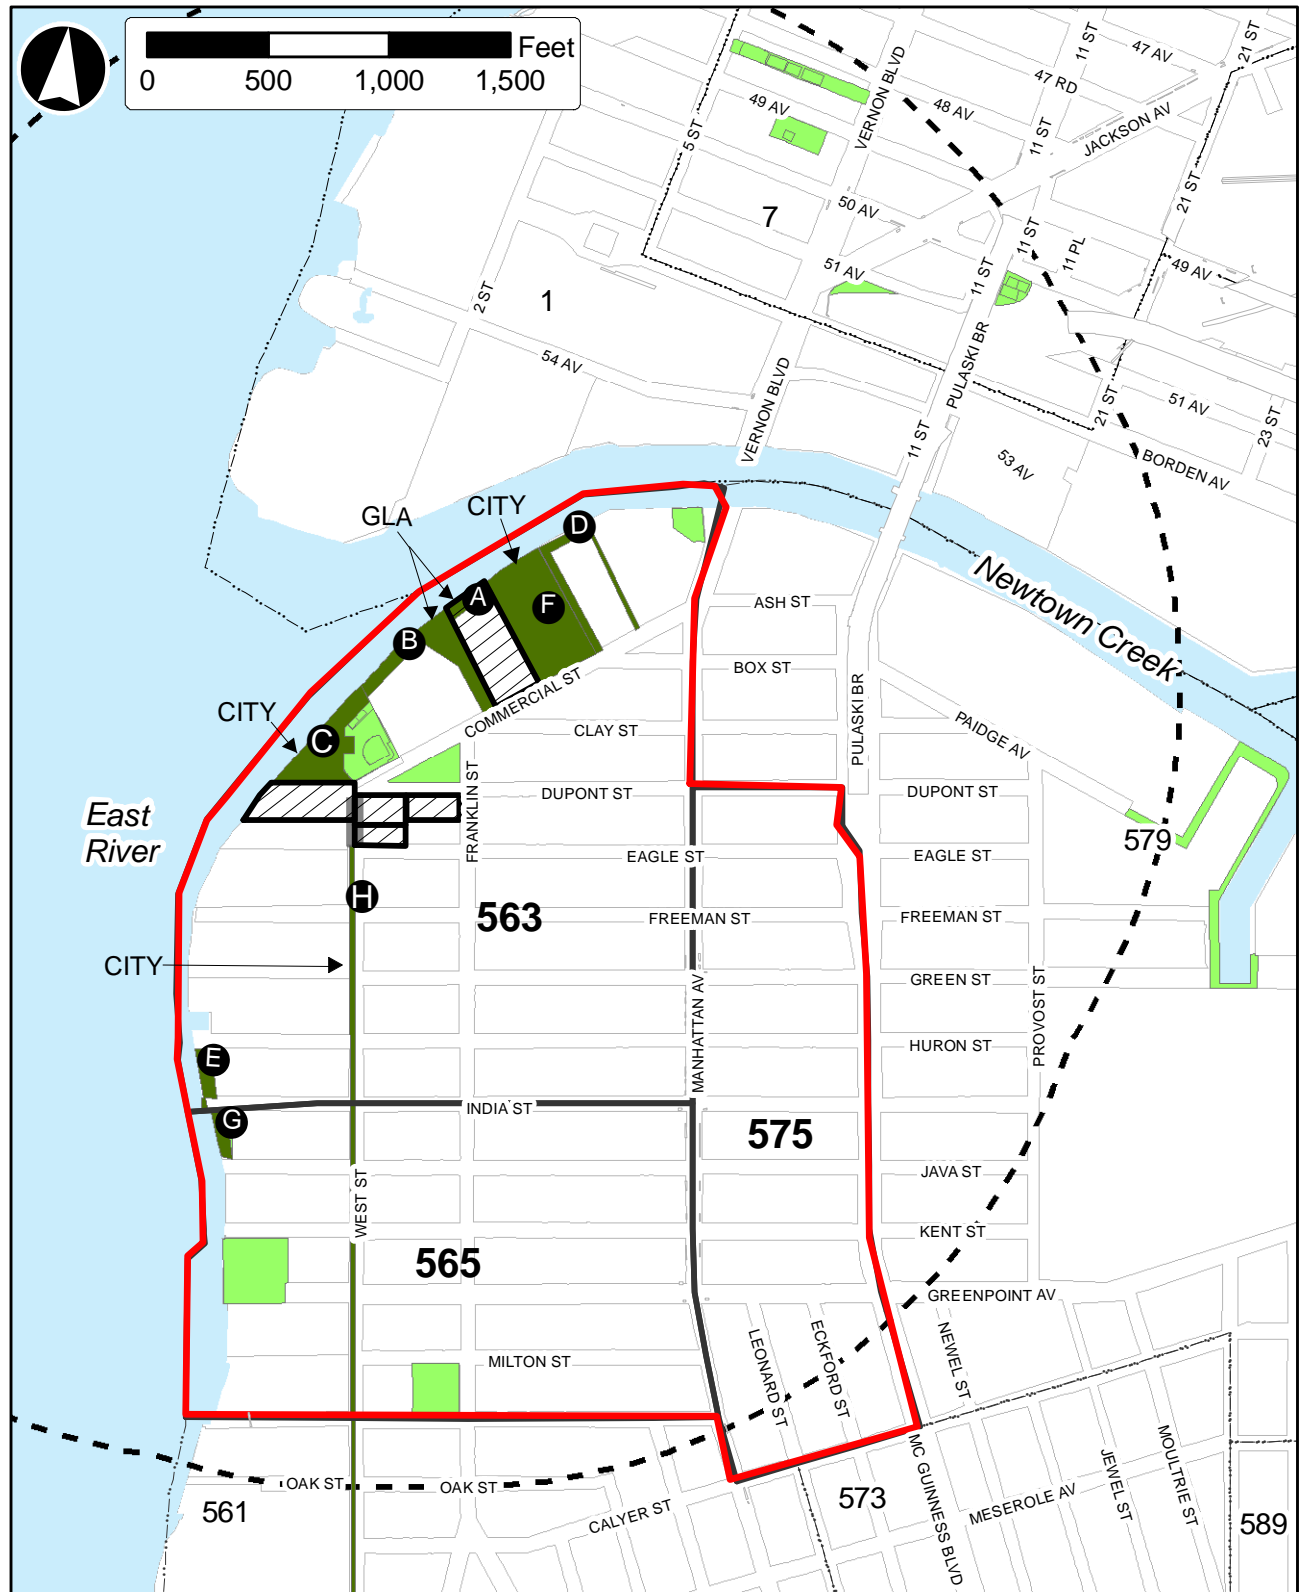 Feet
0 500 1,000 1,500
47 AV
11 ST
21 ST
47 RD
VERNON BLVD
49 AV
48 AV
5 ST
11 ST
JACKSON AV
7
50 AV
21 ST
11 ST
11 PL
51 AV
11 ST
49 AV
2 ST
1
54 AV
PULASKI BR
VERNON BLVD
51 AV
21 ST
23 ST
11 ST
53 AV
BORDEN AV
CITY
GLA
D
Newtown Creek
A
F
ASH ST
B
BOX ST
COMMERCIAL ST
PULASKI BR
CITY
C
CLAY ST
PAIDGE AV
FRANKLIN ST
DUPONT ST
DUPONT ST
East
River
579
EAGLE ST
EAGLE ST
H
563
FREEMAN ST
FREEMAN ST
CITY
GREEN ST
MANHATTAN AV
PROVOST ST
E
HURON ST
INDIA ST
G
575
JAVA ST
WEST ST
KENT ST
565
GREENPOINT AV
LEONARD ST
ECKFORD ST
NEWEL ST
MILTON ST
OAK ST
OAK ST
561
CALYER ST
573
MC GUINNESS BLVD
MESEROLE AV
JEWEL ST
MOULTRIE ST
589